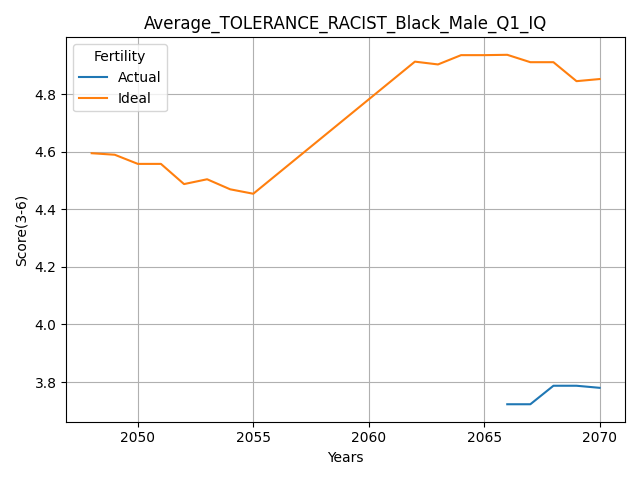 Average_TOLERANCE_RACIST_Black_Male_Q1_IQ
Fertility
Actual
Ideal
Score(3-6)
4.8
4.6
4.4
4.2
4.0
3.8
2050 2055 2060 2065 2070
Years